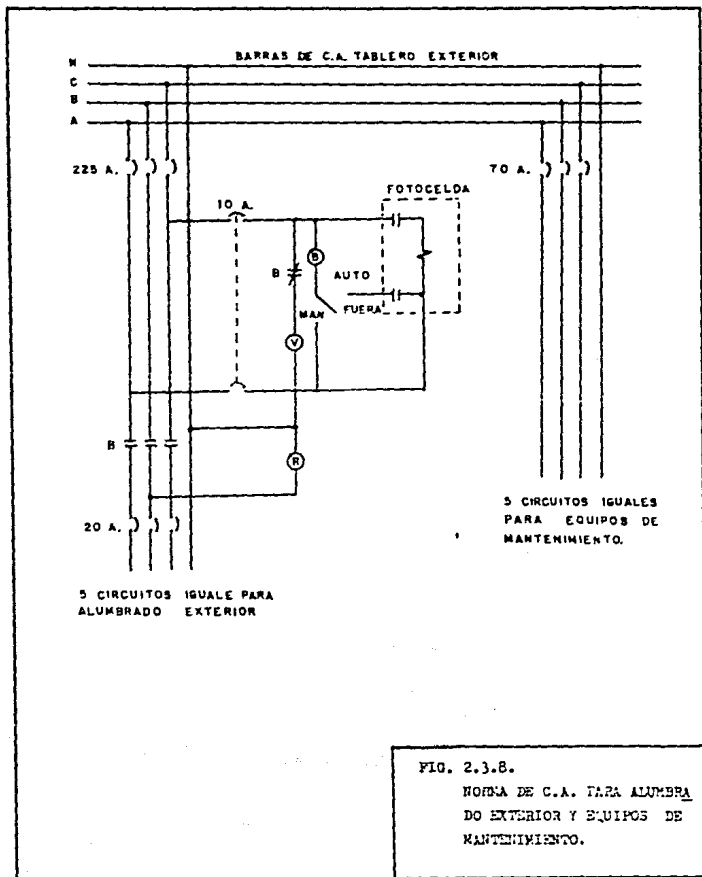 BARRAS DE C.A. TABLERO EXTERIOR
N
C
B
A
225 A.
70 A.
10 A.
FOTOCELDA
B
B
AUTO
MAN
FUERA
V
B
R
20 A.
5 CIRCUITOS IGUALES
PARA EQUIPOS DE
MANTENIMIENTO.
5 CIRCUITOS IGUALE PARA
ALUMBRADO EXTERIOR
FIG. 2.3.8.
NORMA DE C.A. PARA ALUMBRA
DO EXTERIOR Y EQUIPOS DE
MANTENIMIENTO.